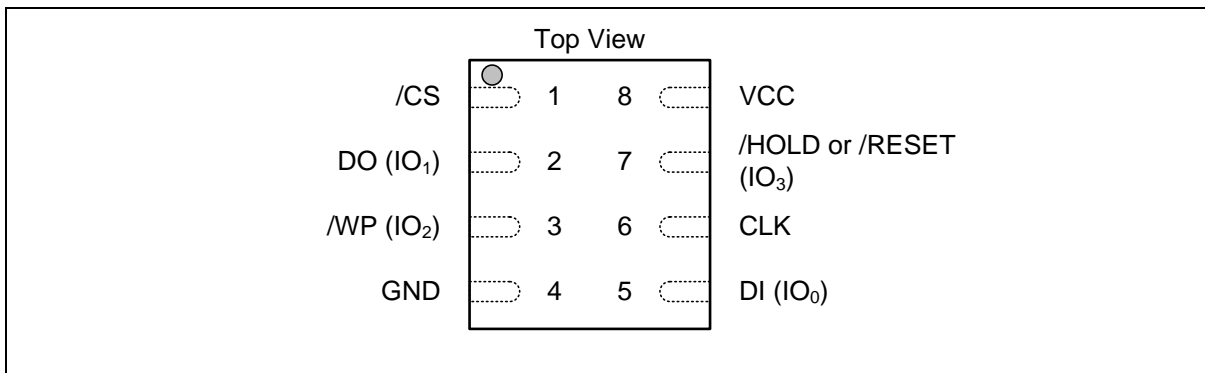 Top View
/CS 1 8 VCC
DO (IO₁) 2 7 /HOLD or /RESET
(IO₃)
/WP (IO₂) 3 6 CLK
GND 4 5 DI (IO₀)